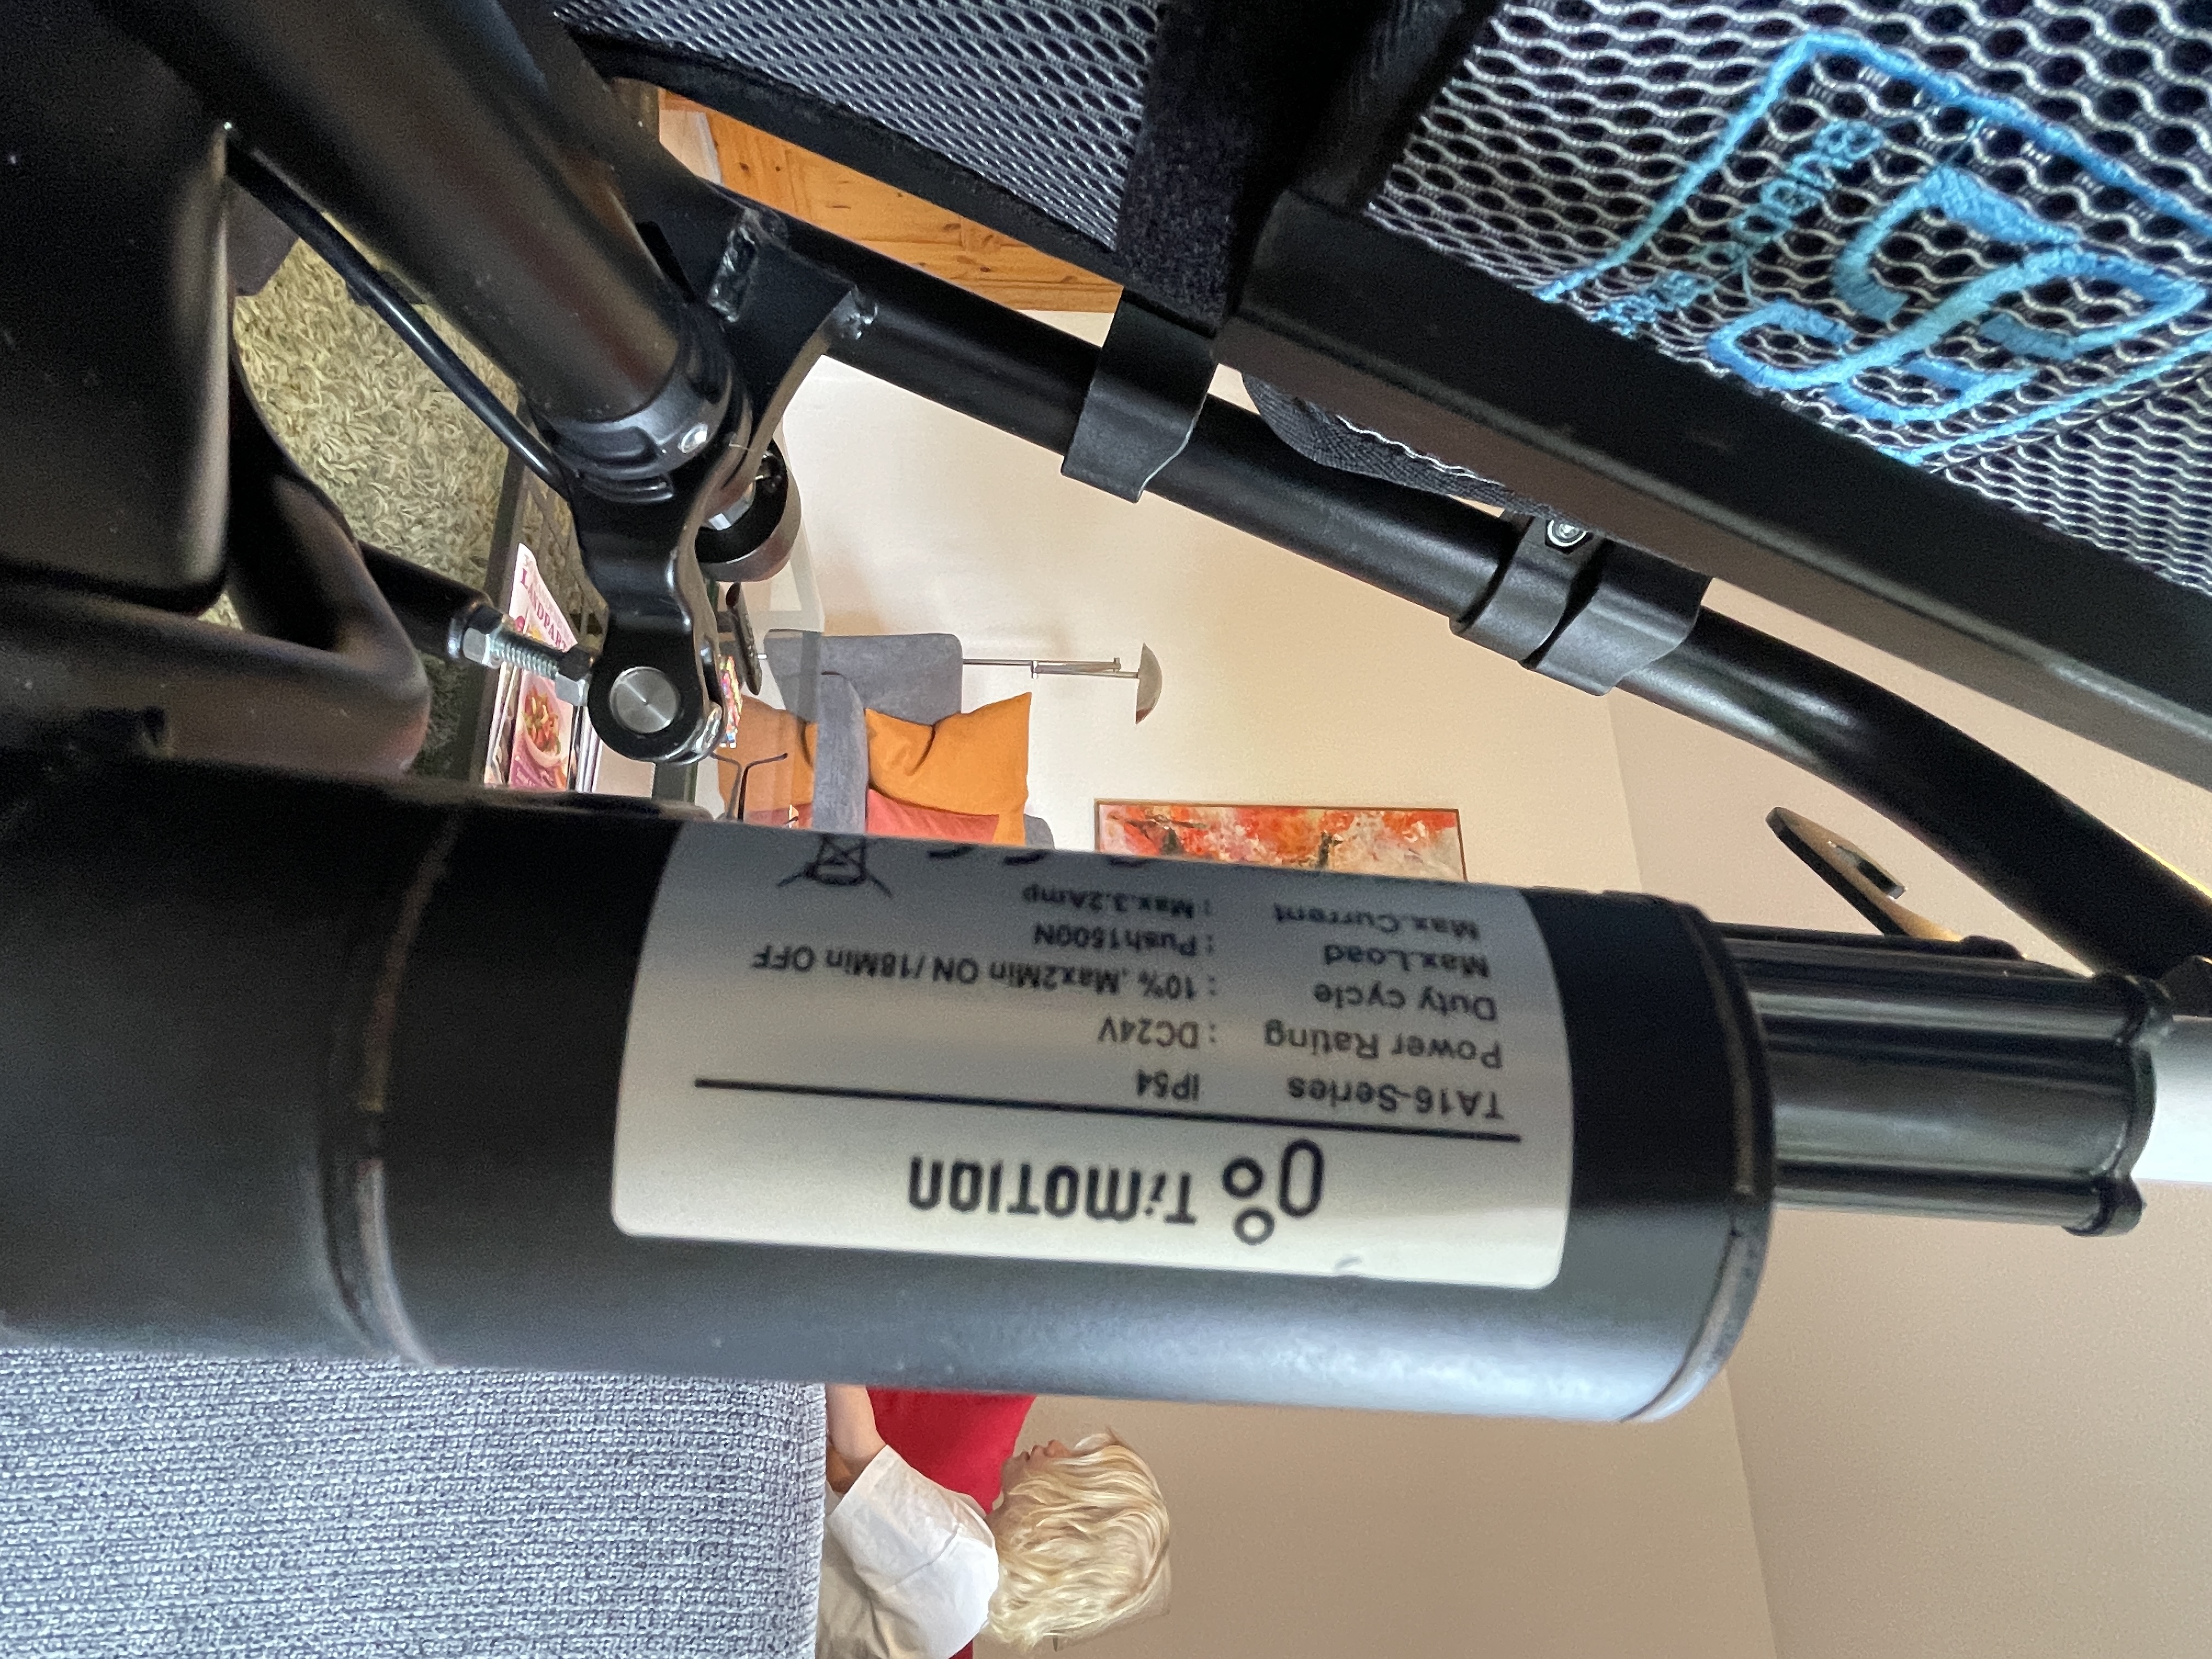 TiMOTION
TA16-Series IP54
Power Rating : DC24V
Duty cycle : 10%, Max2Min ON / 18Min OFF
Max.Load : Push1500N
Max.Current : Max.3.2Amp